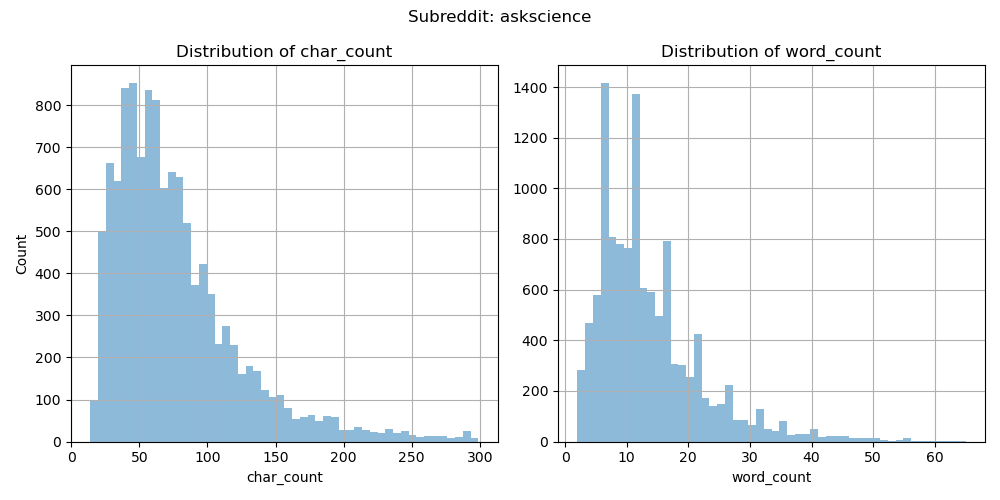 Subreddit: askscience
Distribution of char_count
Distribution of word_count
800
700
600
500
400
300
200
100
0
Count
0 50 100 150 200 250 300
char_count
1400
1200
1000
800
600
400
200
0
0 10 20 30 40 50 60
word_count